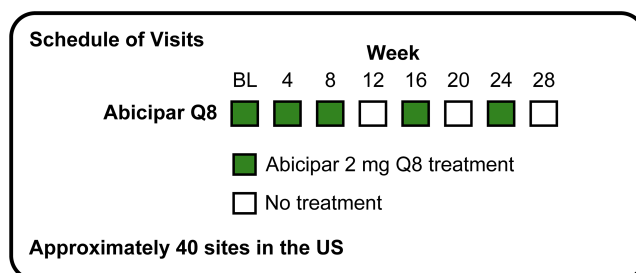 Schedule of Visits
Week
BL 4 8 12 16 20 24 28
Abicipar Q8
Abicipar 2 mg Q8 treatment
No treatment
Approximately 40 sites in the US